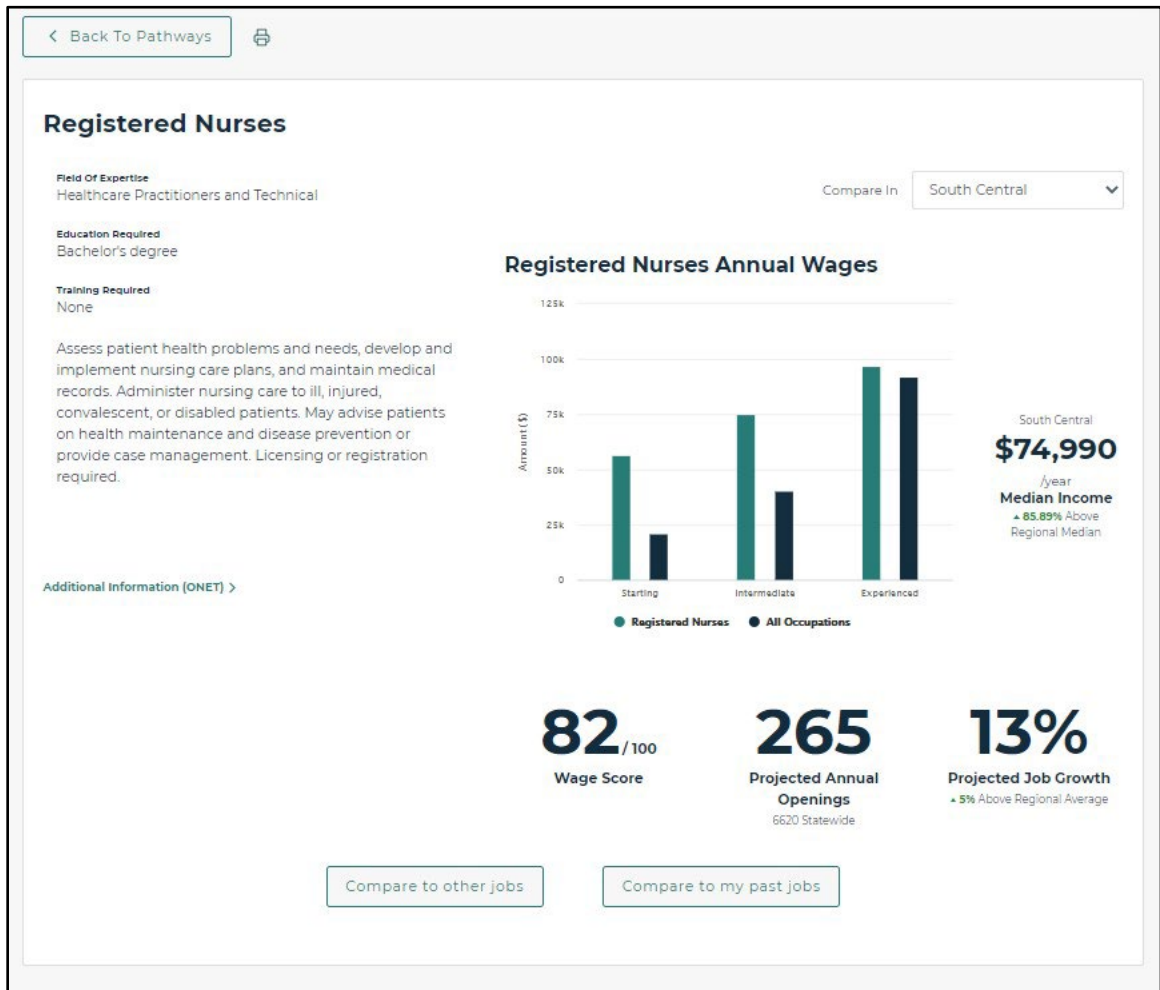 Back To Pathways
Registered Nurses
Field Of Expertise
Healthcare Practitioners and Technical
Education Required
Bachelor's degree
Training Required
None
Assess patient health problems and needs, develop and
implement nursing care plans, and maintain medical
records. Administer nursing care to ill, injured,
convalescent, or disabled patients. May advise patients
on health maintenance and disease prevention or
provide case management. Licensing or registration
required.
Additional Information (ONET)
Compare In South Central
Registered Nurses Annual Wages
125k
100k
75k
50k
25k
0
Amount ($)
Starting Intermediate Experienced
Registered Nurses All Occupations
South Central
$74,990
/year
Median Income
85.89% Above
Regional Median
82 / 100
Wage Score
265
Projected Annual
Openings
6620 Statewide
13%
Projected Job Growth
5% Above Regional Average
Compare to other jobs
Compare to my past jobs